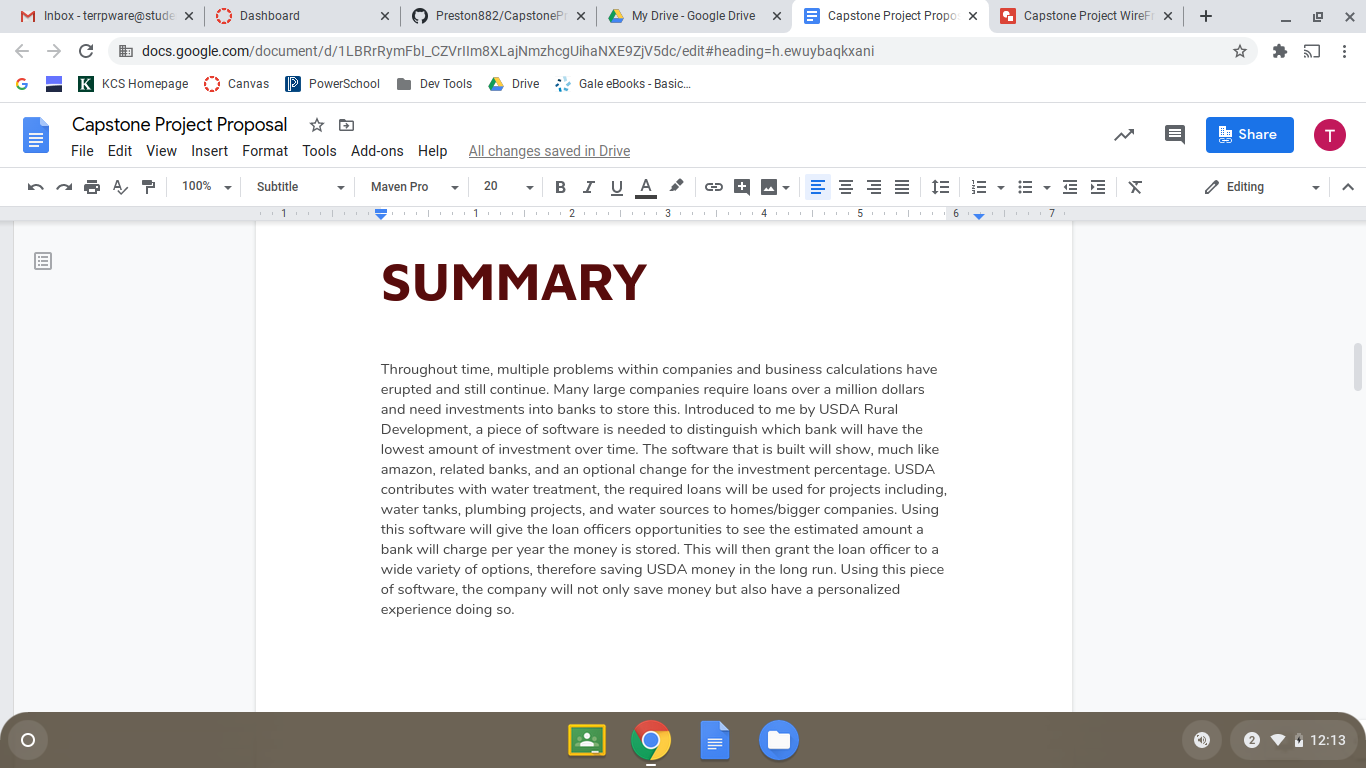 Inbox - terrpware@stude
Dashboard
Preston882/CapstonePr
My Drive - Google Drive
Capstone Project Propos
Capstone Project WireFr
docs.google.com/document/d/1LBRrRymFbI_CZVrIIm8XLajNmzhcgUihaNXE9ZjV5dc/edit#heading=h.ewuybaqkxani
KCS Homepage
Canvas
PowerSchool
Dev Tools
Drive
Gale eBooks - Basic...
Capstone Project Proposal
Share
T
File Edit View Insert Format Tools Add-ons Help All changes saved in Drive
100% Subtitle Maven Pro 20 B I U A Editing
1 1 2 3 4 5 6 7
SUMMARY
Throughout time, multiple problems within companies and business calculations have
erupted and still continue. Many large companies require loans over a million dollars
and need investments into banks to store this. Introduced to me by USDA Rural
Development, a piece of software is needed to distinguish which bank will have the
lowest amount of investment over time. The software that is built will show, much like
amazon, related banks, and an optional change for the investment percentage. USDA
contributes with water treatment, the required loans will be used for projects including,
water tanks, plumbing projects, and water sources to homes/bigger companies. Using
this software will give the loan officers opportunities to see the estimated amount a
bank will charge per year the money is stored. This will then grant the loan officer to a
wide variety of options, therefore saving USDA money in the long run. Using this piece
of software, the company will not only save money but also have a personalized
experience doing so.
2 12:13